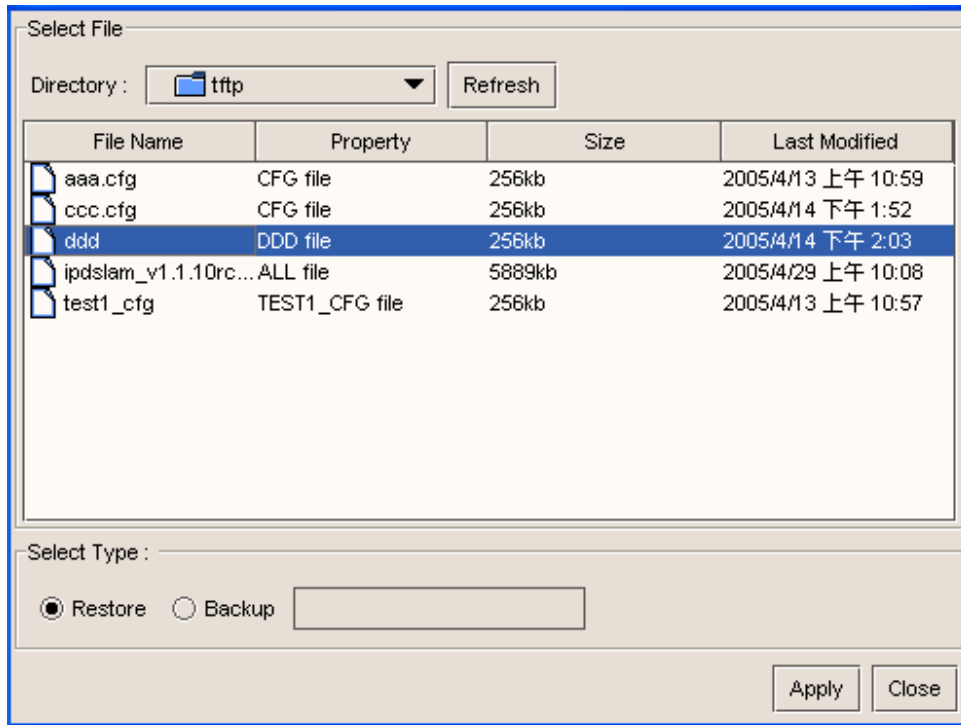 Select File
Directory : tftp Refresh
File Name Property Size Last Modified
aaa.cfg CFG file 256kb 2005/4/13 上午 10:59
ccc.cfg CFG file 256kb 2005/4/14 下午 1:52
ddd DDD file 256kb 2005/4/14 下午 2:03
ipdslam_v1.1.10rc... ALL file 5889kb 2005/4/29 上午 10:08
test1_cfg TEST1_CFG file 256kb 2005/4/13 上午 10:57
Select Type :
Restore Backup
Apply Close